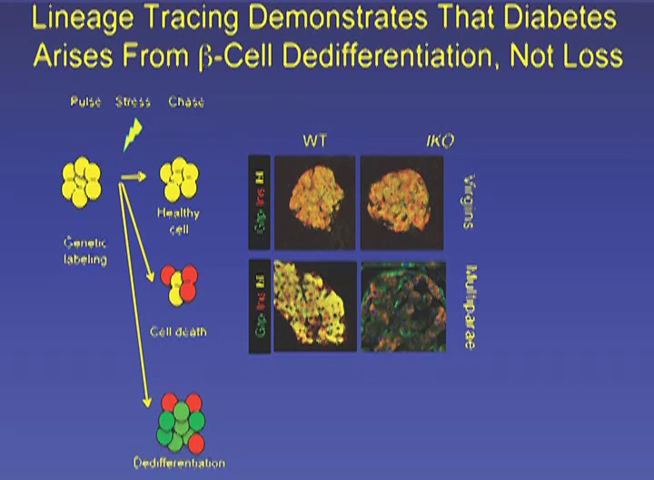 Lineage Tracing Demonstrates That Diabetes
Arises From β-Cell Dedifferentiation, Not Loss
Pulse Stress Chase
WT
IKO
Healthy
cell
Virgins
Genetic
labeling
Cell death
Multiparae
Dedifferentiation